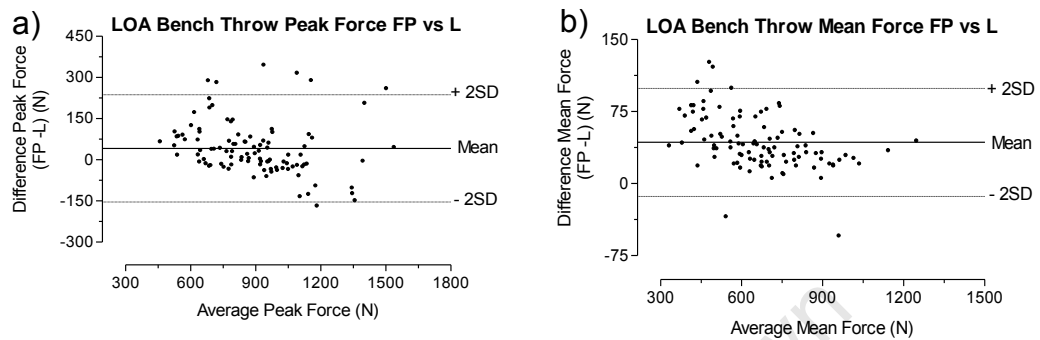 a)
LOA Bench Throw Peak Force FP vs L
Difference Peak Force
(FP -L) (N)
450
300
150
0
-150
-300
+ 2SD
Mean
- 2SD
300 600 900 1200 1500 1800
Average Peak Force (N)
b)
LOA Bench Throw Mean Force FP vs L
Difference Mean Force
(FP -L) (N)
150
75
0
-75
+ 2SD
Mean
- 2SD
300 600 900 1200 1500
Average Mean Force (N)